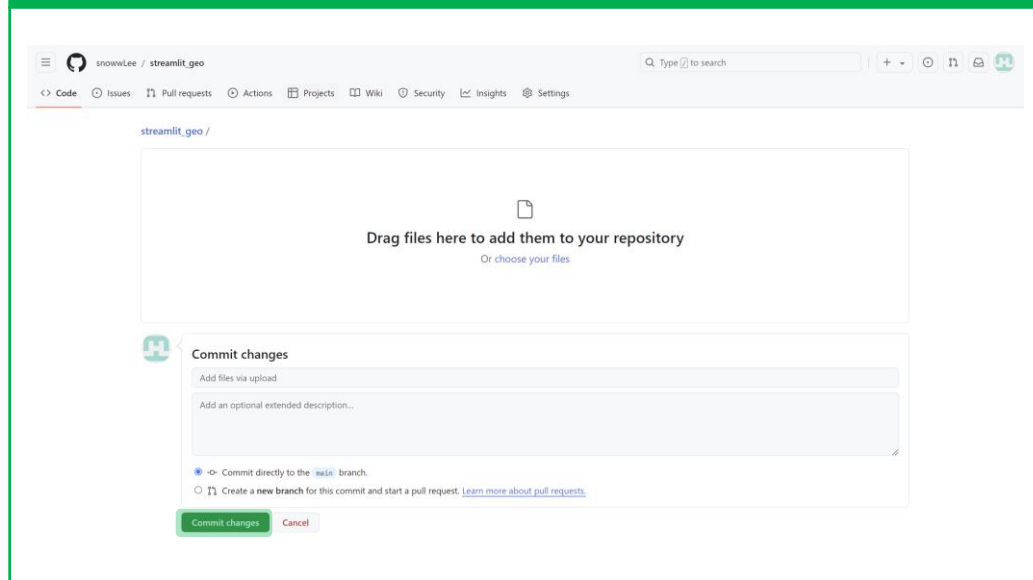 snowwLee / streamlit_geo
Type / to search
Code Issues Pull requests Actions Projects Wiki Security Insights Settings
streamlit_geo /
Drag files here to add them to your repository
Or choose your files
Commit changes
Add files via upload
Add an optional extended description...
Commit directly to the main branch.
Create a new branch for this commit and start a pull request. Learn more about pull requests.
Commit changes Cancel